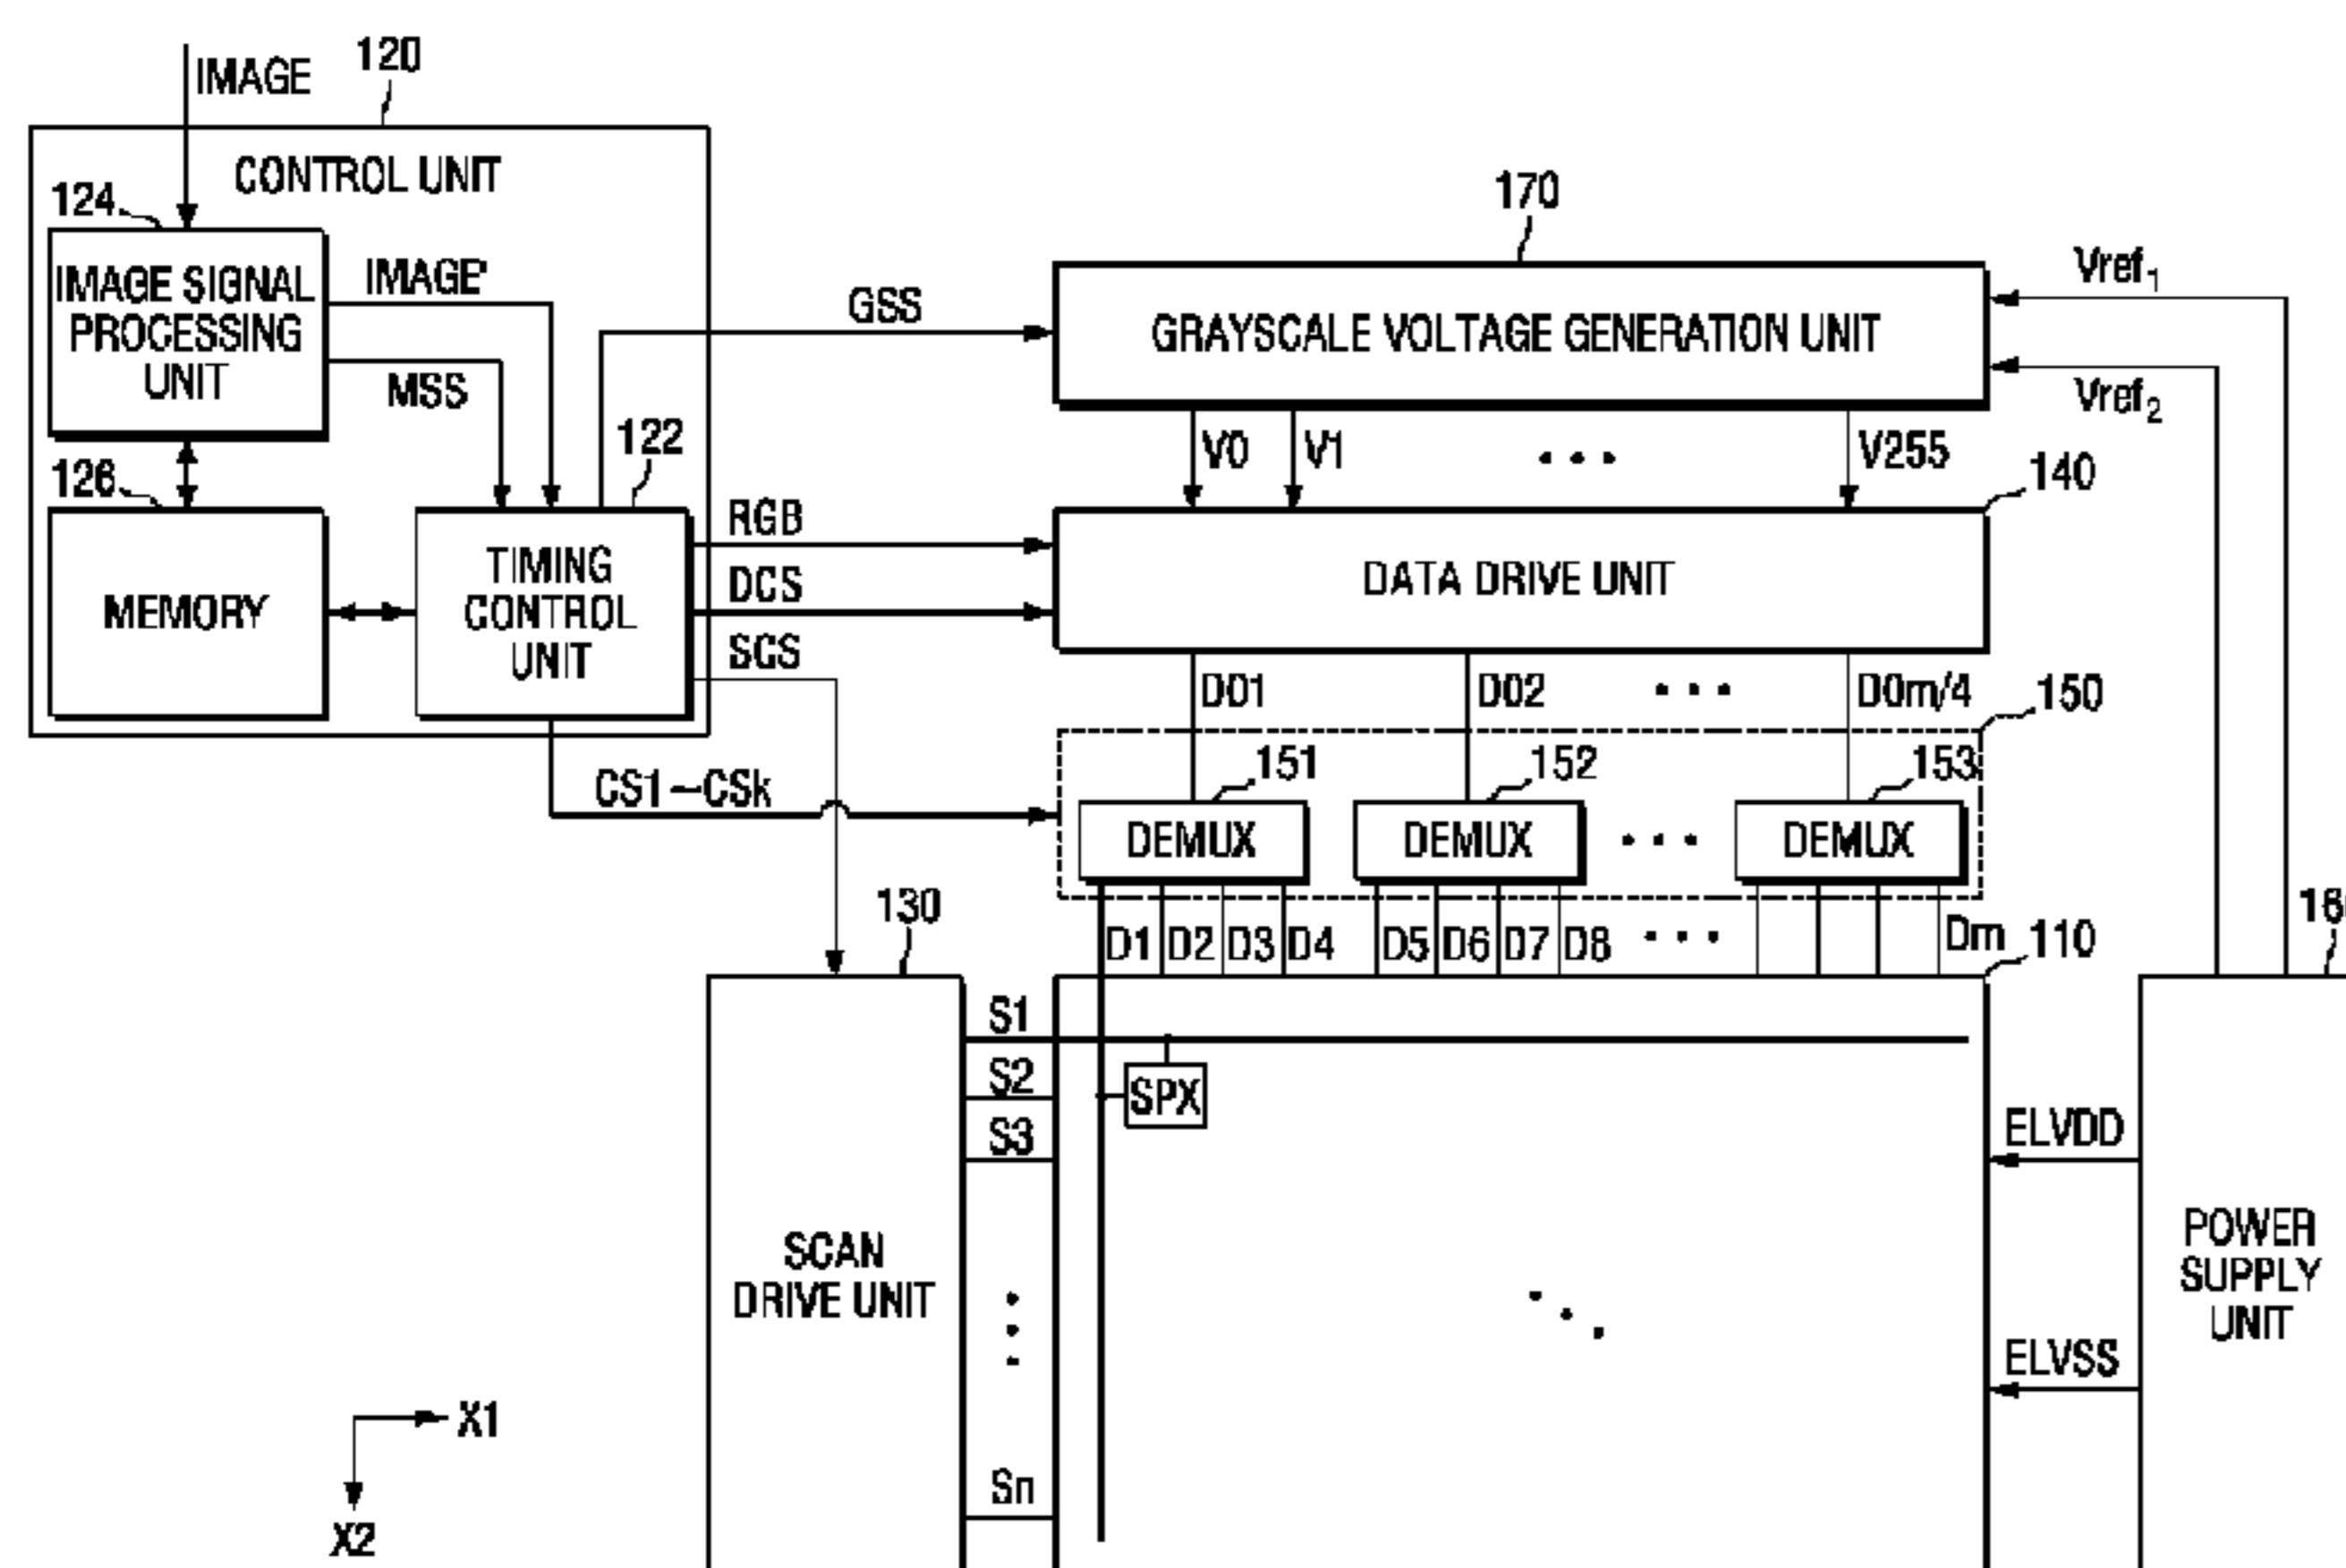 IMAGE
120
CONTROL UNIT
124
IMAGE SIGNAL
PROCESSING
UNIT
IMAGE'
MSS
126
MEMORY
122
TIMING
CONTROL
UNIT
GSS
RGB
DCS
SCS
CS1-CSk
170
GRAYSCALE VOLTAGE GENERATION UNIT
Vref1
Vref2
V0
V1
...
V255
140
DATA DRIVE UNIT
D01
D02
...
D0m/4
150
151
152
153
DEMUX
DEMUX
...
DEMUX
D1
D2
D3
D4
D5
D6
D7
D8
...
Dm
110
130
SCAN
DRIVE UNIT
S1
S2
S3
Sn
SPX
ELVDD
ELVSS
POWER
SUPPLY
UNIT
X1
X2